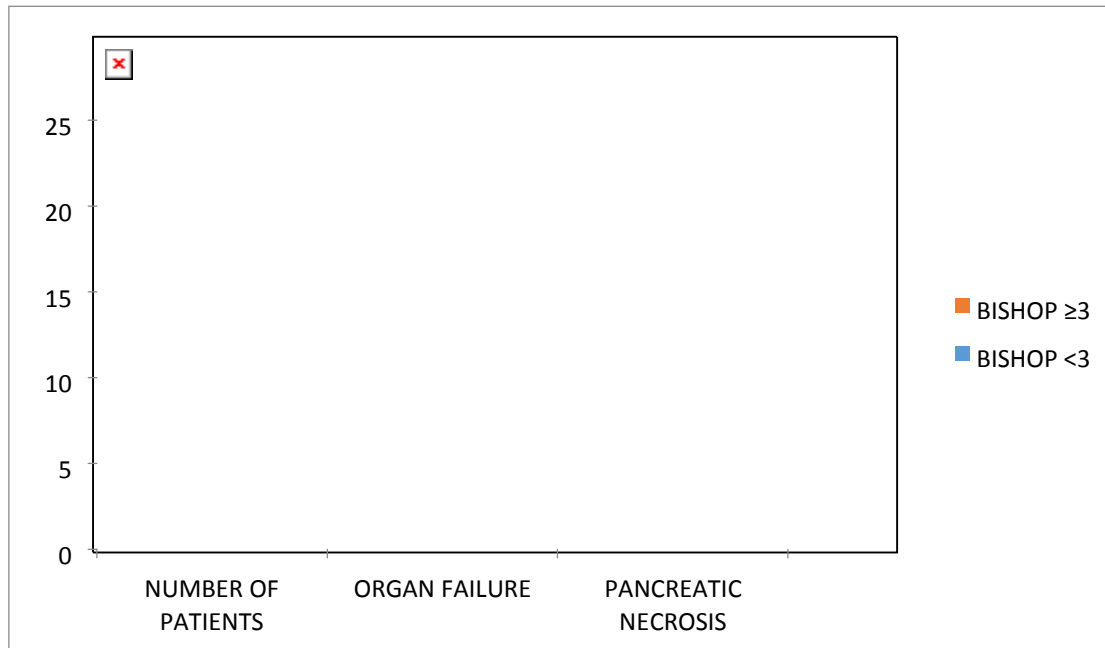 25
20
15
10
5
0
BISHOP ≥3
BISHOP <3
NUMBER OF
PATIENTS
ORGAN FAILURE
PANCREATIC
NECROSIS